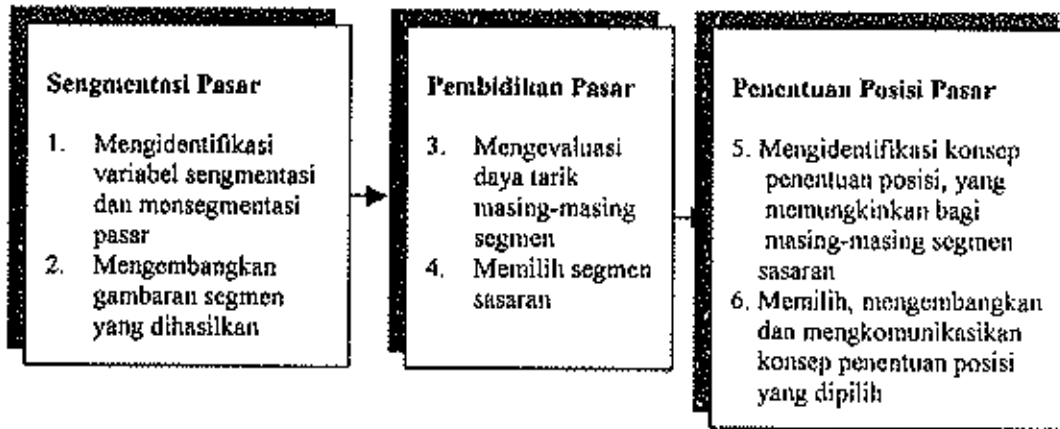 Sengmentasi Pasar
1. Mengidentifikasi
variabel sengmentasi
dan mensegmentasi
pasar
2. Mengembangkan
gambaran segmen
yang dihasilkan
Pembidikan Pasar
3. Mengevaluasi
daya tarik
masing-masing
segmen
4. Memilih segmen
sasaran
Penentuan Posisi Pasar
5. Mengidentifikasi konsep
penentuan posisi, yang
memungkinkan bagi
masing-masing segmen
sasaran
6. Memilih, mengembangkan
dan mengkomunikasikan
konsep penentuan posisi
yang dipilih